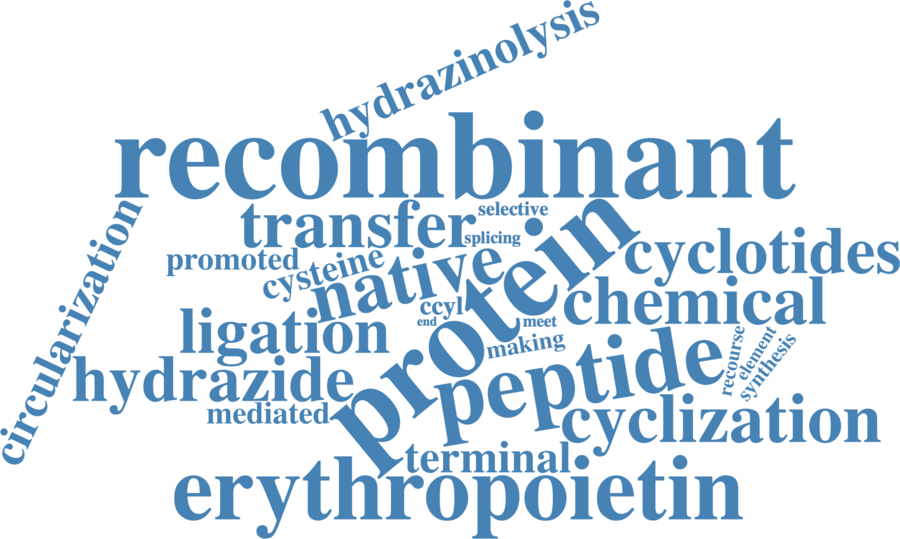 hydrazinolysis
recombinant
circularization
transfer
selective
splicing
protein
cyclotides
promoted
cysteine
native
chemical
ccyl
end
meet
ligation
making
peptide
recourse
element
synthesis
hydrazide
mediated
cyclization
terminal
erythropoietin